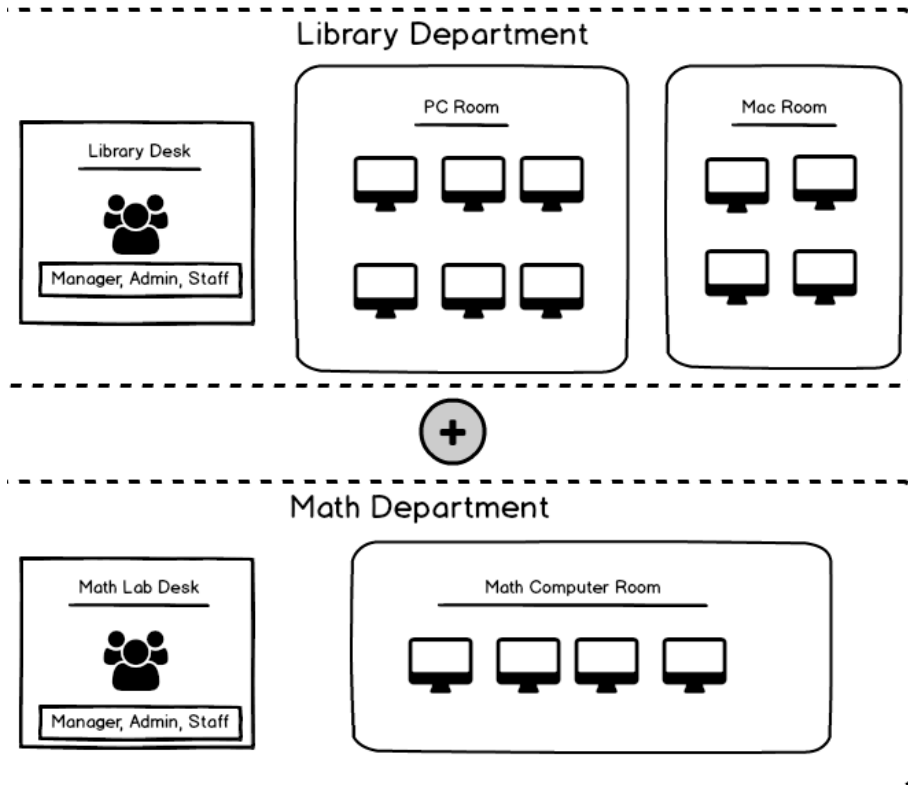 Library Department
Library Desk
Manager, Admin, Staff
PC Room
Mac Room
+
Math Department
Math Lab Desk
Manager, Admin, Staff
Math Computer Room